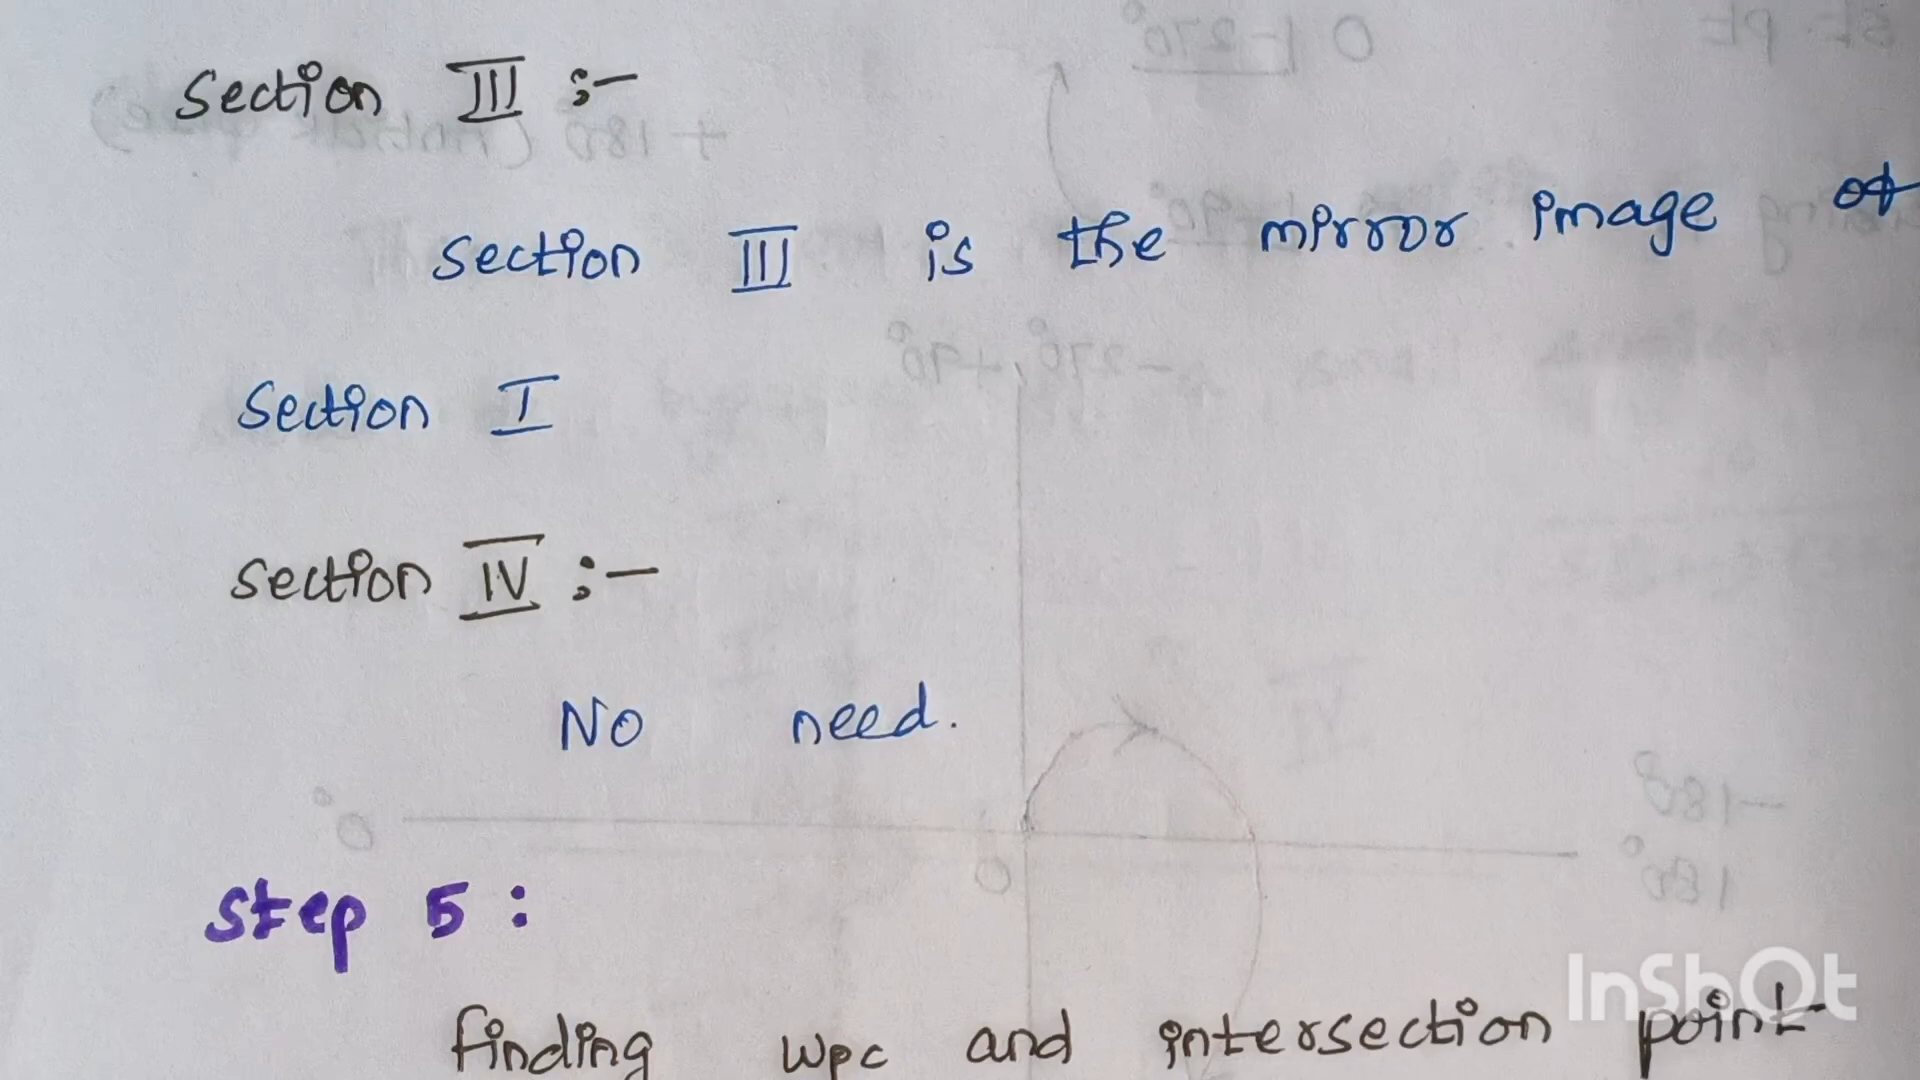 Section III :-
Section III is the mirror image of
Section I
Section IV :-
No need.
Step 5 :
finding wpc and intersection point
InShOt